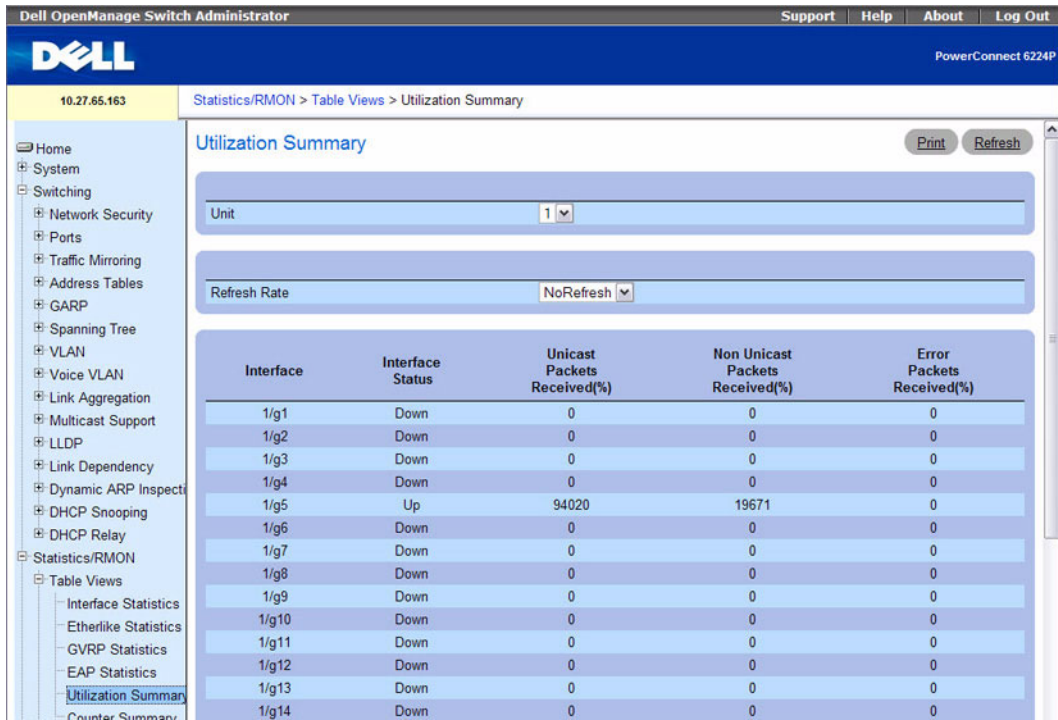 Dell OpenManage Switch Administrator
Support Help About Log Out
DELL
PowerConnect 6224P
10.27.65.163
Statistics/RMON > Table Views > Utilization Summary
Home
System
Switching
Network Security
Ports
Traffic Mirroring
Address Tables
GARP
Spanning Tree
VLAN
Voice VLAN
Link Aggregation
Multicast Support
LLDP
Link Dependency
Dynamic ARP Inspecti
DHCP Snooping
DHCP Relay
Statistics/RMON
Table Views
Interface Statistics
Etherlike Statistics
GVRP Statistics
EAP Statistics
Utilization Summary
Counter Summary
Utilization Summary
Print Refresh
Unit 1
Refresh Rate NoRefresh
Interface Interface Status Unicast Packets Received(%) Non Unicast Packets Received(%) Error Packets Received(%)
1/g1 Down 0 0 0
1/g2 Down 0 0 0
1/g3 Down 0 0 0
1/g4 Down 0 0 0
1/g5 Up 94020 19671 0
1/g6 Down 0 0 0
1/g7 Down 0 0 0
1/g8 Down 0 0 0
1/g9 Down 0 0 0
1/g10 Down 0 0 0
1/g11 Down 0 0 0
1/g12 Down 0 0 0
1/g13 Down 0 0 0
1/g14 Down 0 0 0